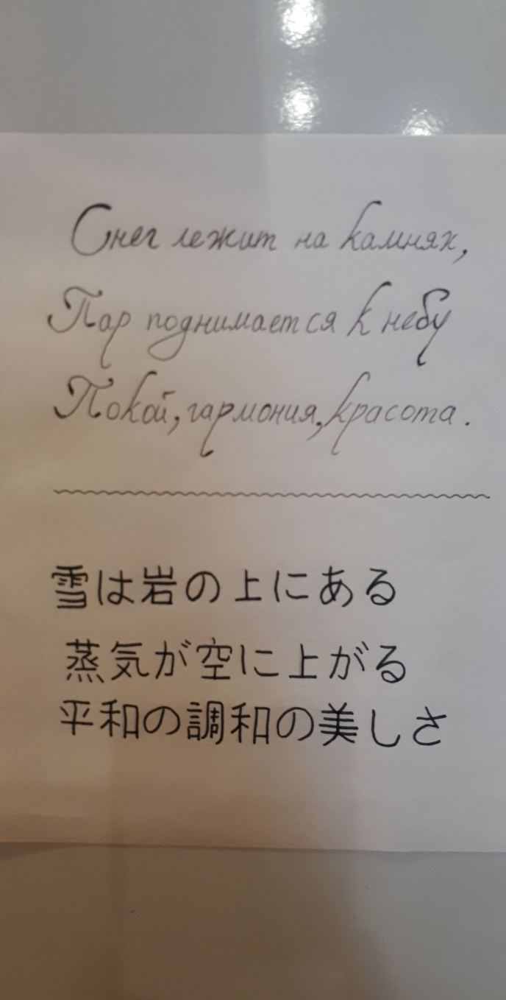 Снег лежит на камнях,
Пар поднимается к небу
Покой, гармония, красота.
雪は岩の上にある
蒸気が空に上がる
平和の調和の美しさ